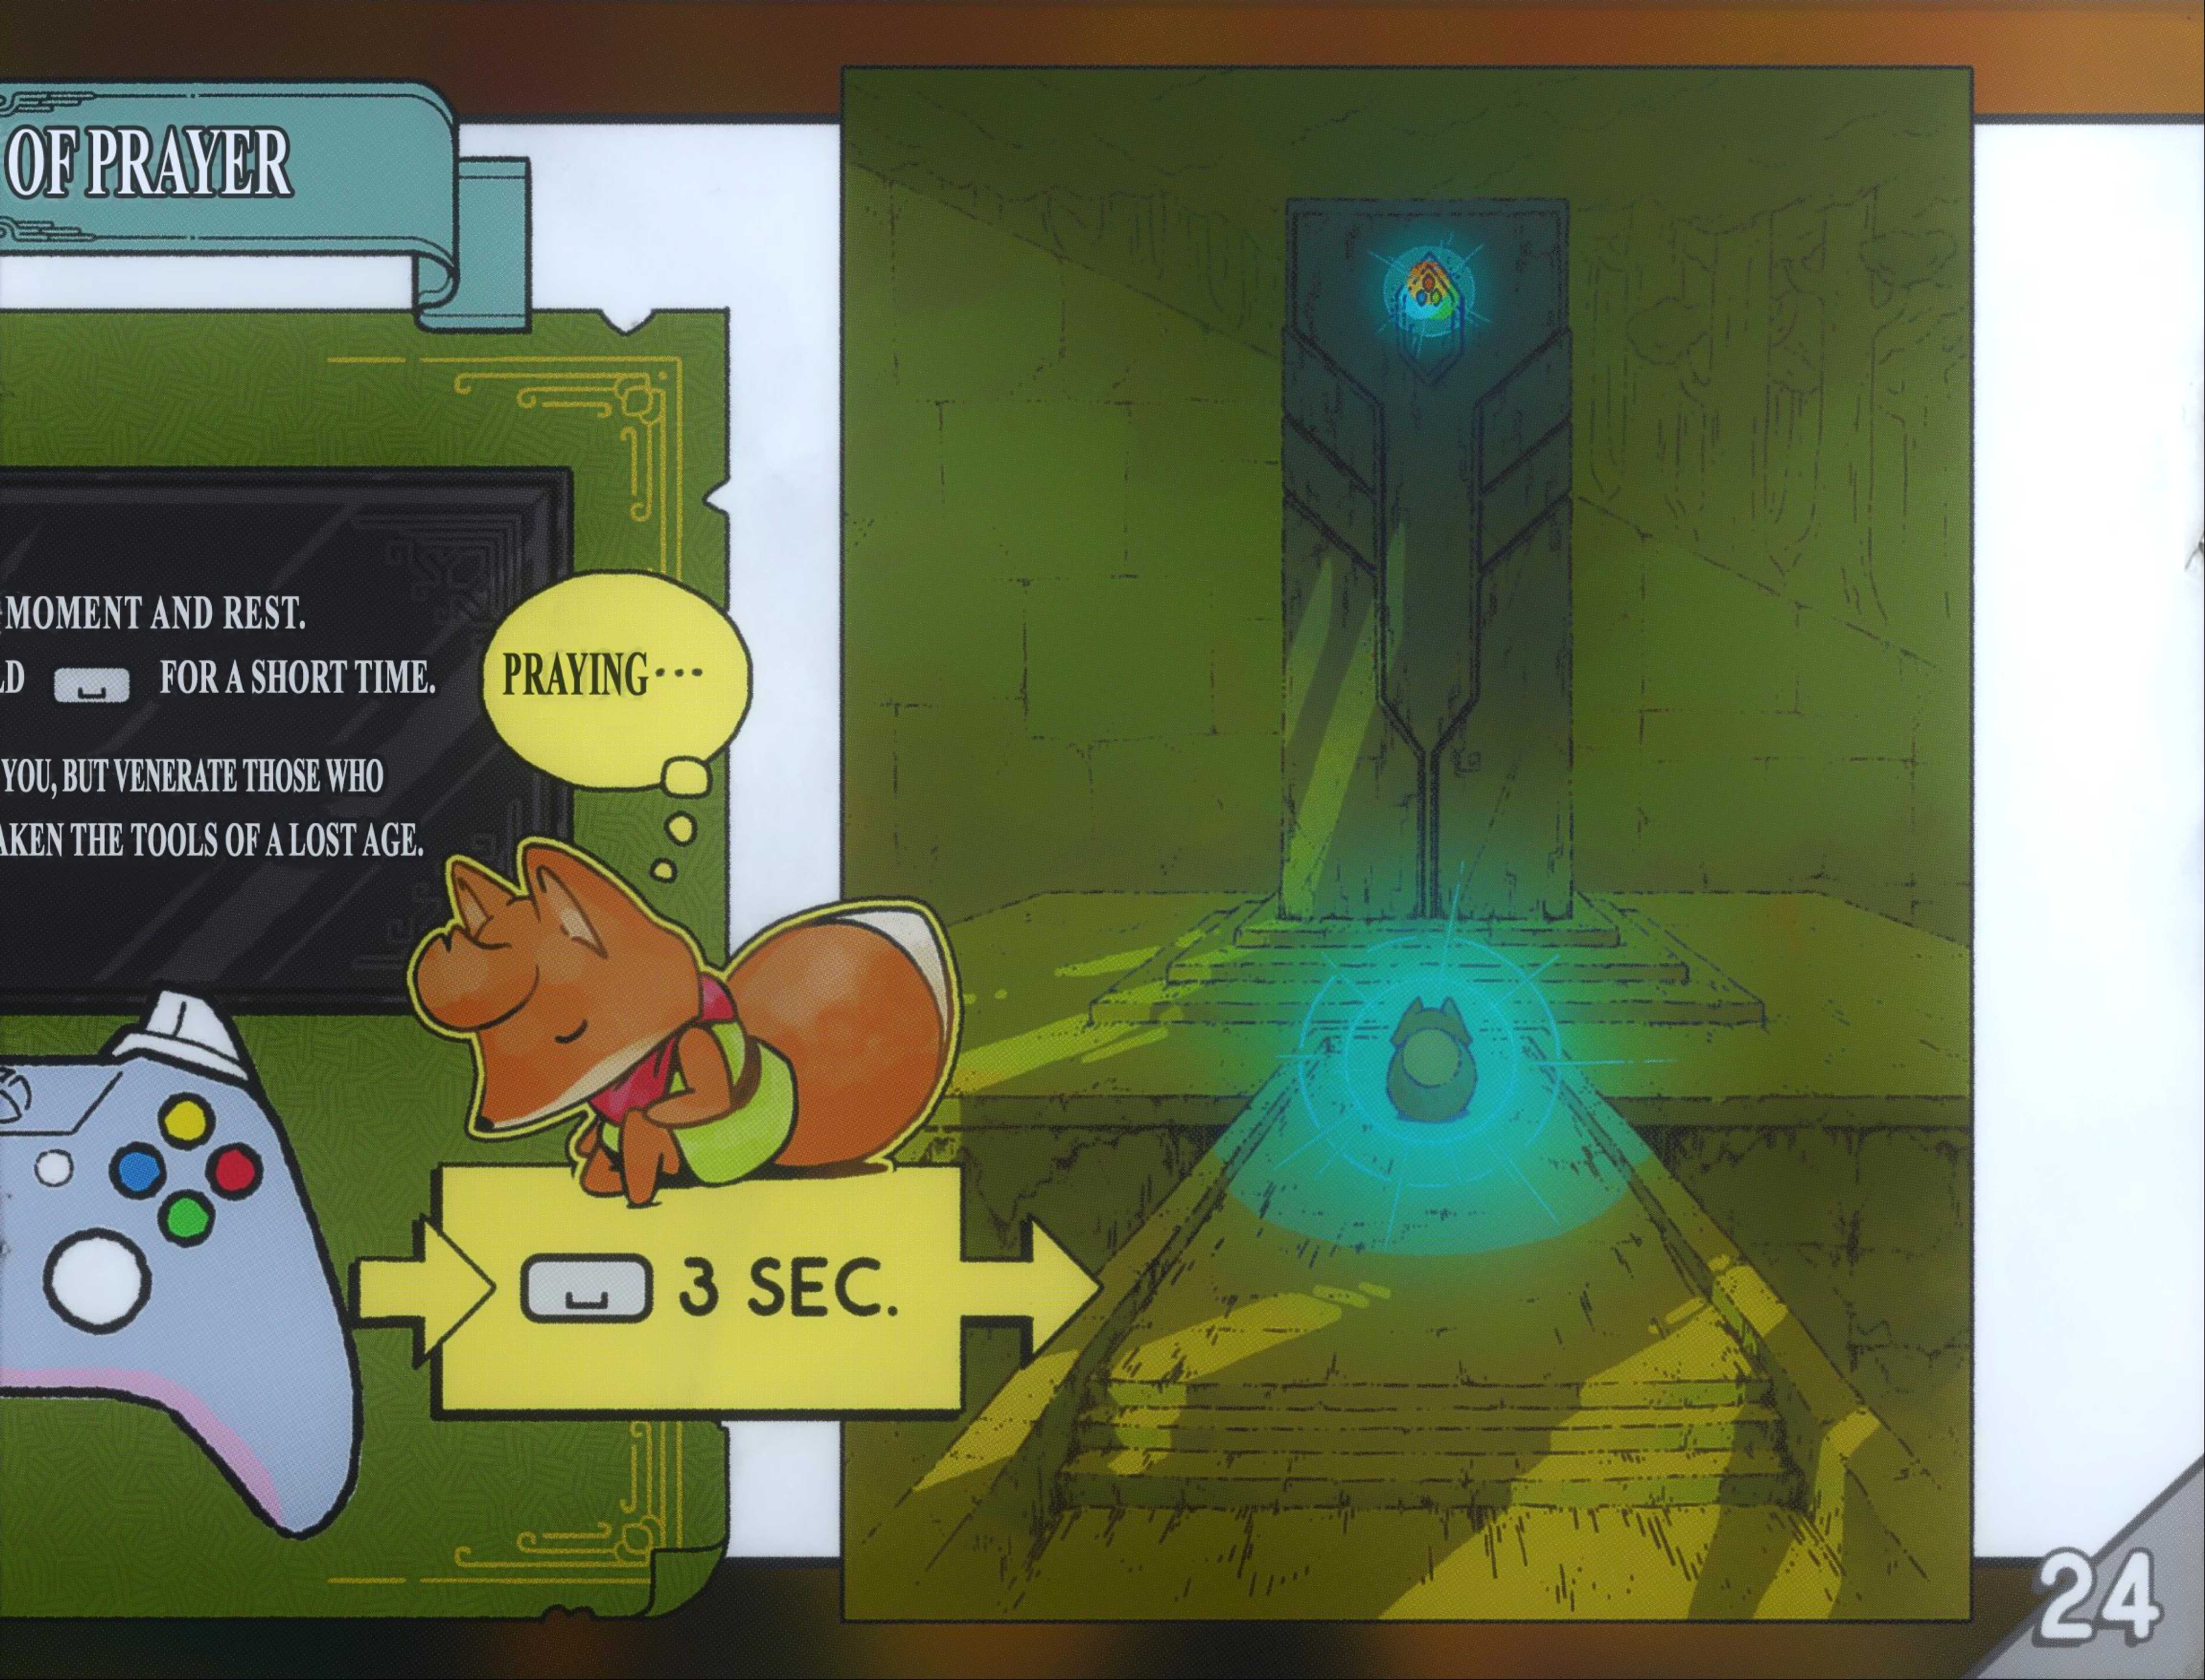 OF PRAYER
MOMENT AND REST.
FOR A SHORT TIME.
YOU, BUT VENERATE THOSE WHO
THE TOOLS OF A LOST AGE.
PRAYING...
3 SEC.
24